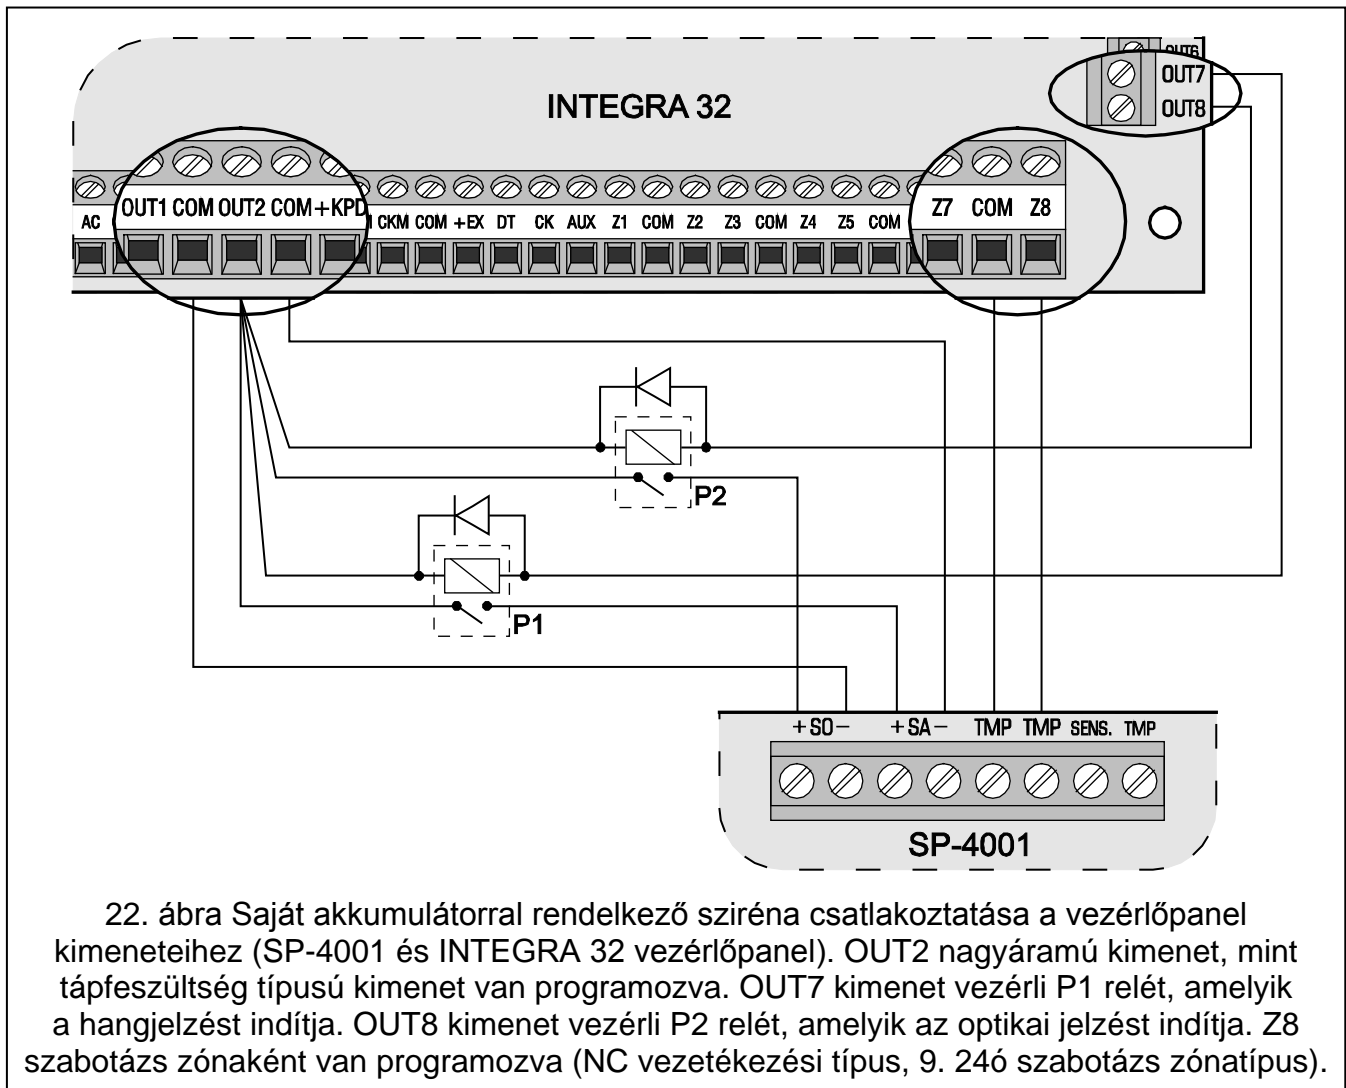 OUT6
OUT7
OUT8
INTEGRA 32
AC OUT1 COM OUT2 COM +KPD CKM COM +EX DT CK AUX Z1 COM Z2 Z3 COM Z4 Z5 COM Z7 COM Z8
P2
P1
+ SO − + SA − TMP TMP SENS. TMP
SP-4001
22. ábra Saját akkumulátorral rendelkező sziréna csatlakoztatása a vezérlőpanel
kimeneteihez (SP-4001 és INTEGRA 32 vezérlőpanel). OUT2 nagyáramú kimenet, mint
tápfeszültség típusú kimenet van programozva. OUT7 kimenet vezérli P1 relét, amelyik
a hangjelzést indítja. OUT8 kimenet vezérli P2 relét, amelyik az optikai jelzést indítja. Z8
szabotázs zónaként van programozva (NC vezetékezési típus, 9. 24ó szabotázs zónatípus).